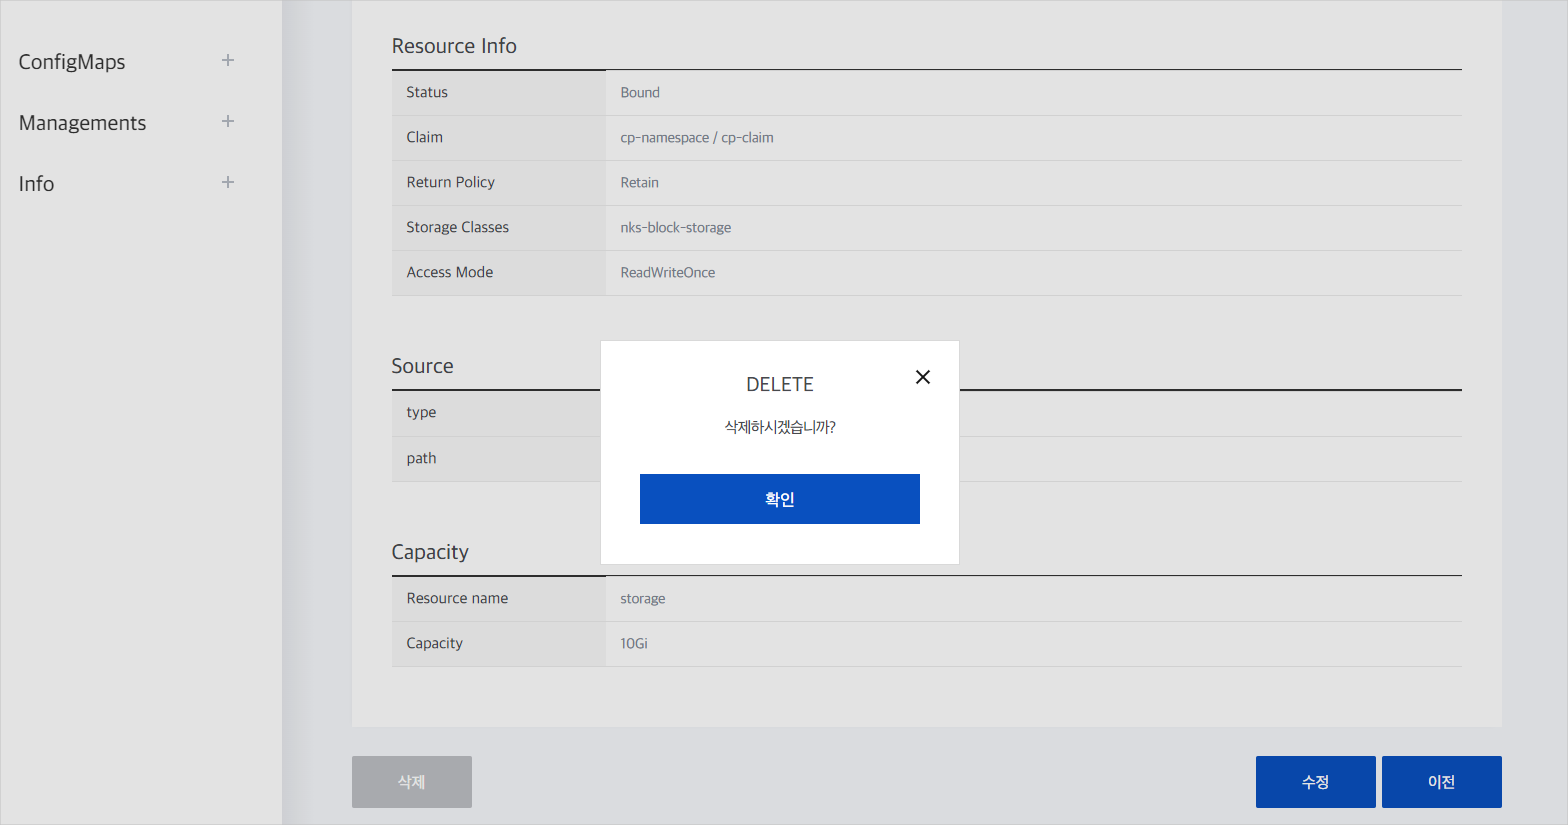 ConfigMaps
Managements
Info
Resource Info
Status Bound
Claim cp-namespace / cp-claim
Return Policy Retain
Storage Classes nks-block-storage
Access Mode ReadWriteOnce
Source
type
path
DELETE
삭제하시겠습니까?
확인
Capacity
Resource name storage
Capacity 10Gi
삭제 수정 이전